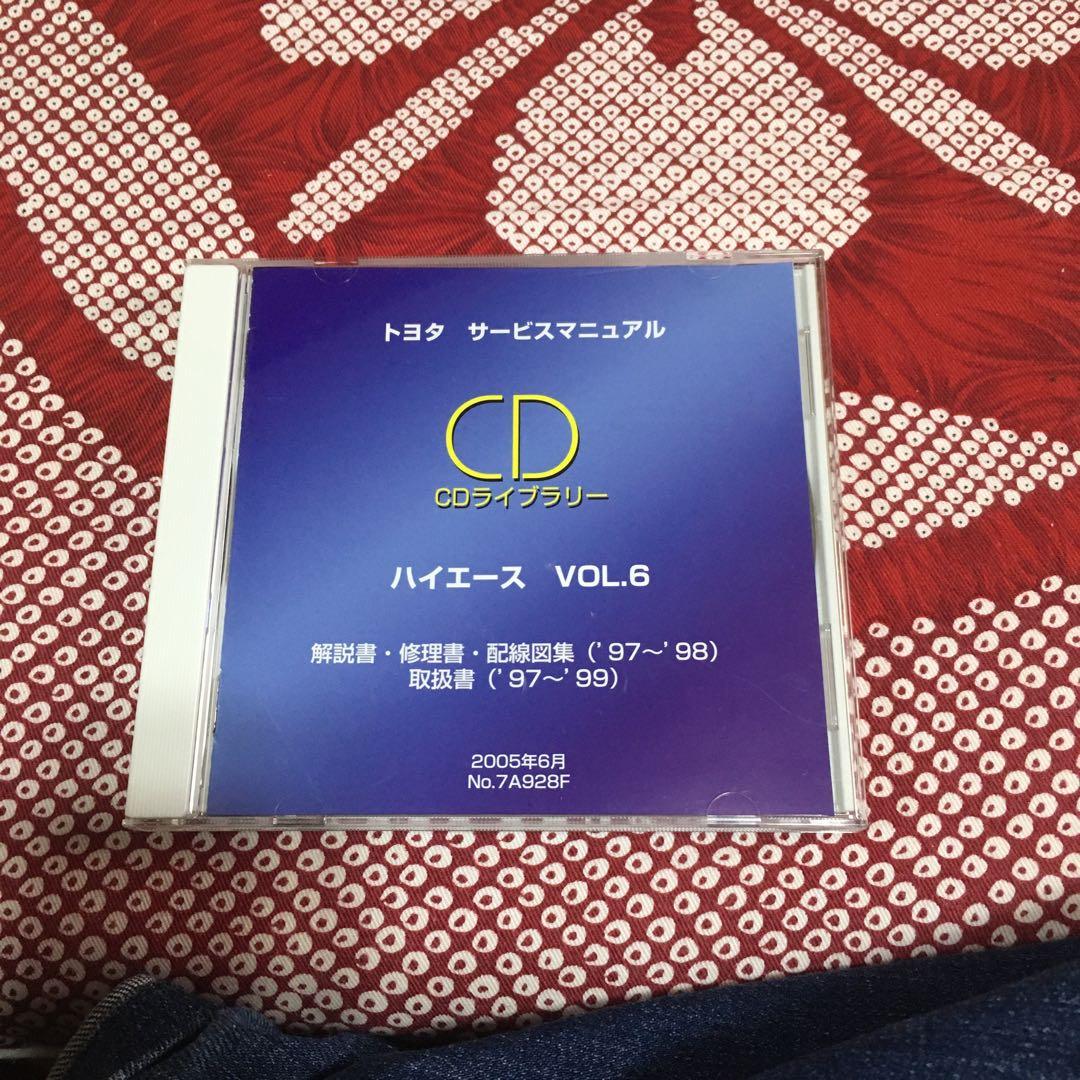 トヨタ　サービスマニュアル
CD
CDライブラリー
ハイエース　VOL.6
解説書・修理書・配線図集（’97〜’98）
取扱書（’97〜’99）
2005年6月
No.7A928F